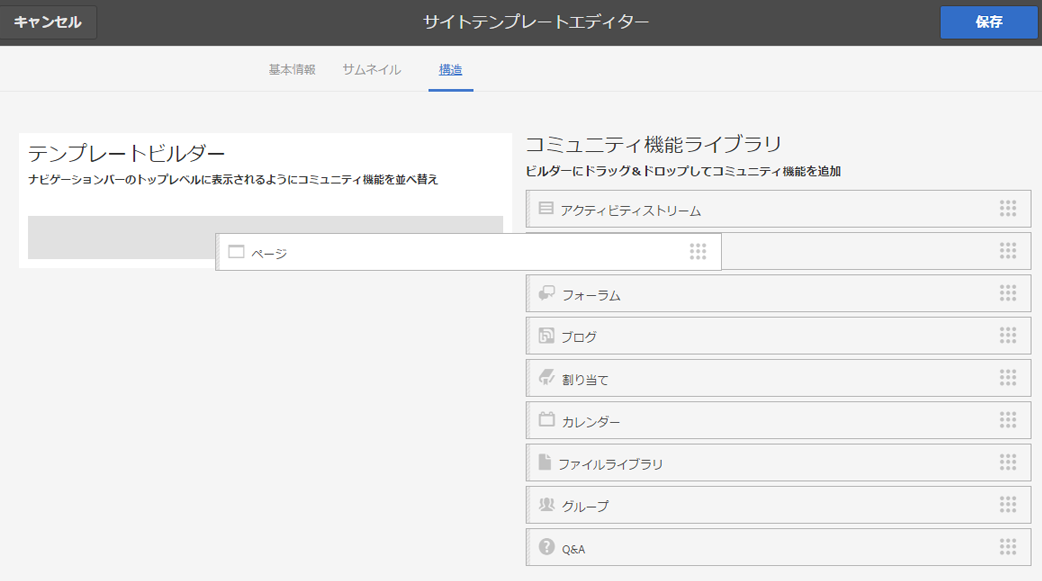 キャンセル
サイトテンプレートエディター
保存
基本情報
サムネイル
構造
テンプレートビルダー
ナビゲーションバーのトップレベルに表示されるようにコミュニティ機能を並べ替え
コミュニティ機能ライブラリ
ビルダーにドラッグ＆ドロップしてコミュニティ機能を追加
アクティビティストリーム
ページ
フォーラム
ブログ
割り当て
カレンダー
ファイルライブラリ
グループ
Q&A